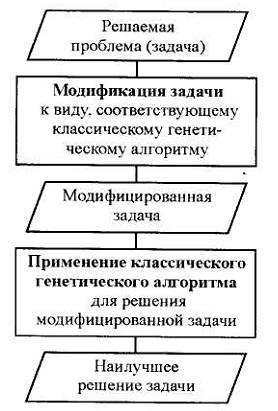 Решаемая
проблема (задача)
Модификация задачи
к виду, соответствующему
классическому генети-
ческому алгоритму
Модифицированная
задача
Применение классического
генетического алгоритма
для решения
модифицированной задачи
Наилучшее
решение задачи